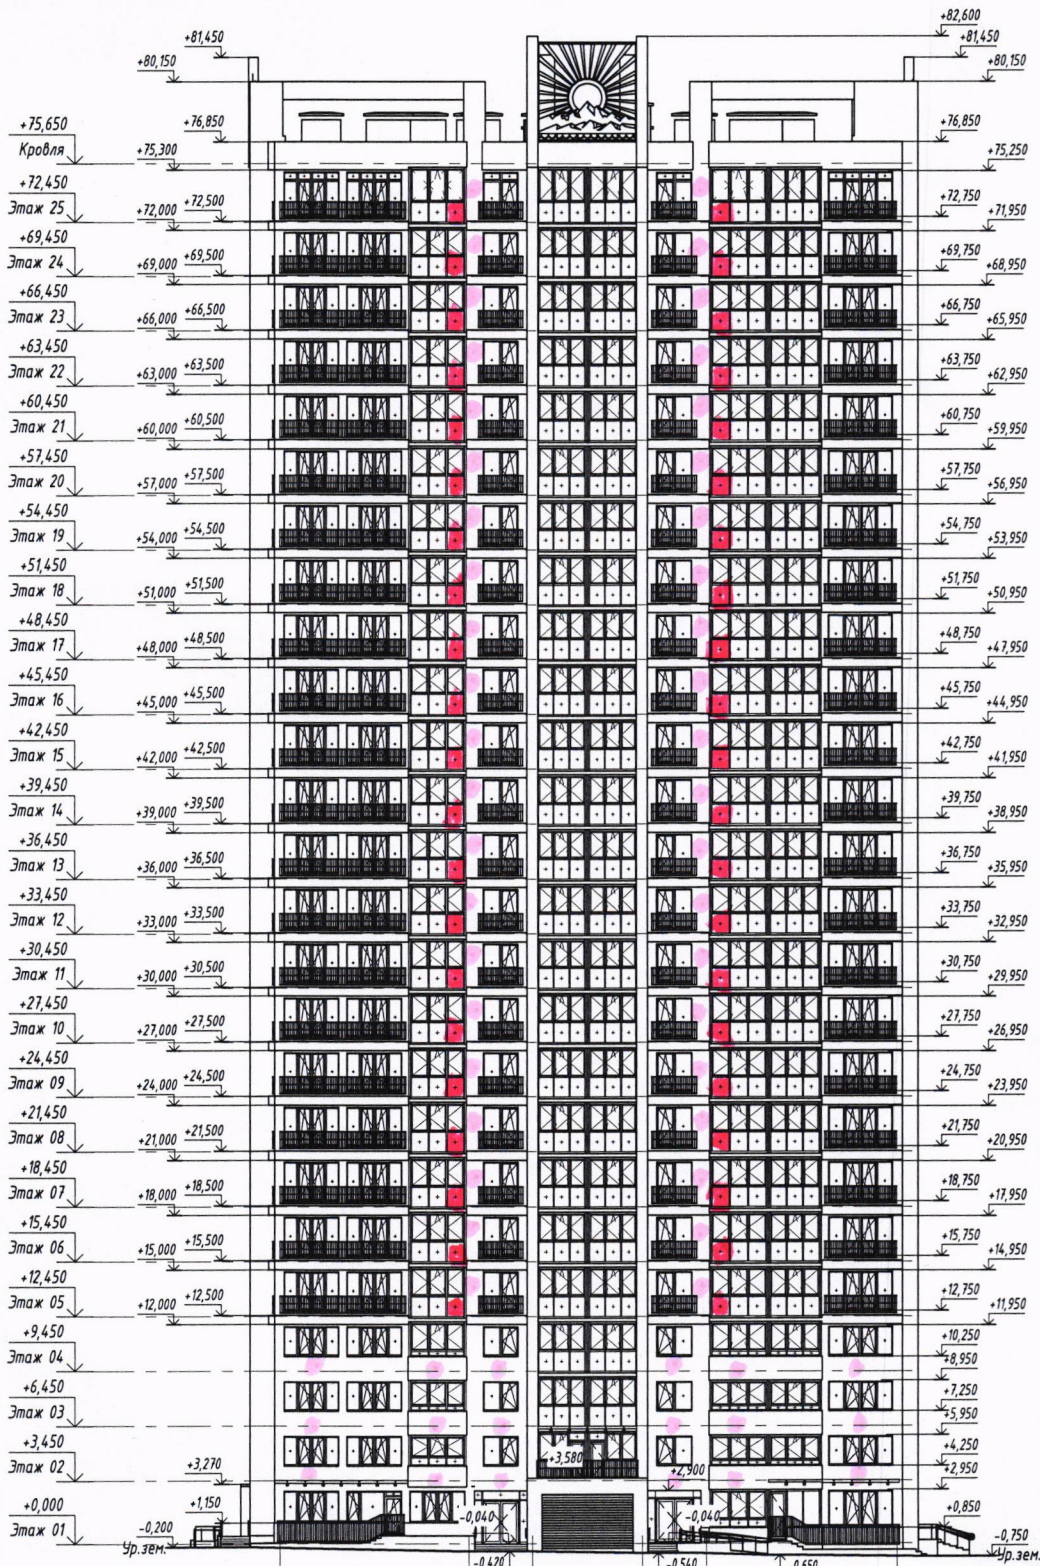 +82,600
+81,450 +81,450
+80,150 +80,150
+75,650 +76,850 +76,850
Кровля +75,300 +75,250
+72,450
Этаж 25 +72,000 +72,500 +72,750 +71,950
+69,450
Этаж 24 +69,000 +69,500 +69,750 +68,950
+66,450
Этаж 23 +66,000 +66,500 +66,750 +65,950
+63,450
Этаж 22 +63,000 +63,500 +63,750 +62,950
+60,450
Этаж 21 +60,000 +60,500 +60,750 +59,950
+57,450
Этаж 20 +57,000 +57,500 +57,750 +56,950
+54,450
Этаж 19 +54,000 +54,500 +54,750 +53,950
+51,450
Этаж 18 +51,000 +51,500 +51,750 +50,950
+48,450
Этаж 17 +48,000 +48,500 +48,750 +47,950
+45,450
Этаж 16 +45,000 +45,500 +45,750 +44,950
+42,450
Этаж 15 +42,000 +42,500 +42,750 +41,950
+39,450
Этаж 14 +39,000 +39,500 +39,750 +38,950
+36,450
Этаж 13 +36,000 +36,500 +36,750 +35,950
+33,450
Этаж 12 +33,000 +33,500 +33,750 +32,950
+30,450
Этаж 11 +30,000 +30,500 +30,750 +29,950
+27,450
Этаж 10 +27,000 +27,500 +27,750 +26,950
+24,450
Этаж 09 +24,000 +24,500 +24,750 +23,950
+21,450
Этаж 08 +21,000 +21,500 +21,750 +20,950
+18,450
Этаж 07 +18,000 +18,500 +18,750 +17,950
+15,450
Этаж 06 +15,000 +15,500 +15,750 +14,950
+12,450
Этаж 05 +12,000 +12,500 +12,750 +11,950
+9,450 +10,250
Этаж 04 +8,950
+6,450 +7,250
Этаж 03 +5,950
+3,450 +3,580 +4,250
Этаж 02 +3,270 +2,900 +2,950
+0,000 +1,150 -0,040 -0,040 +0,850
Этаж 01 -0,200 -0,750
Ур.зем. -0,420 -0,540 -0,650 Ур.зем.